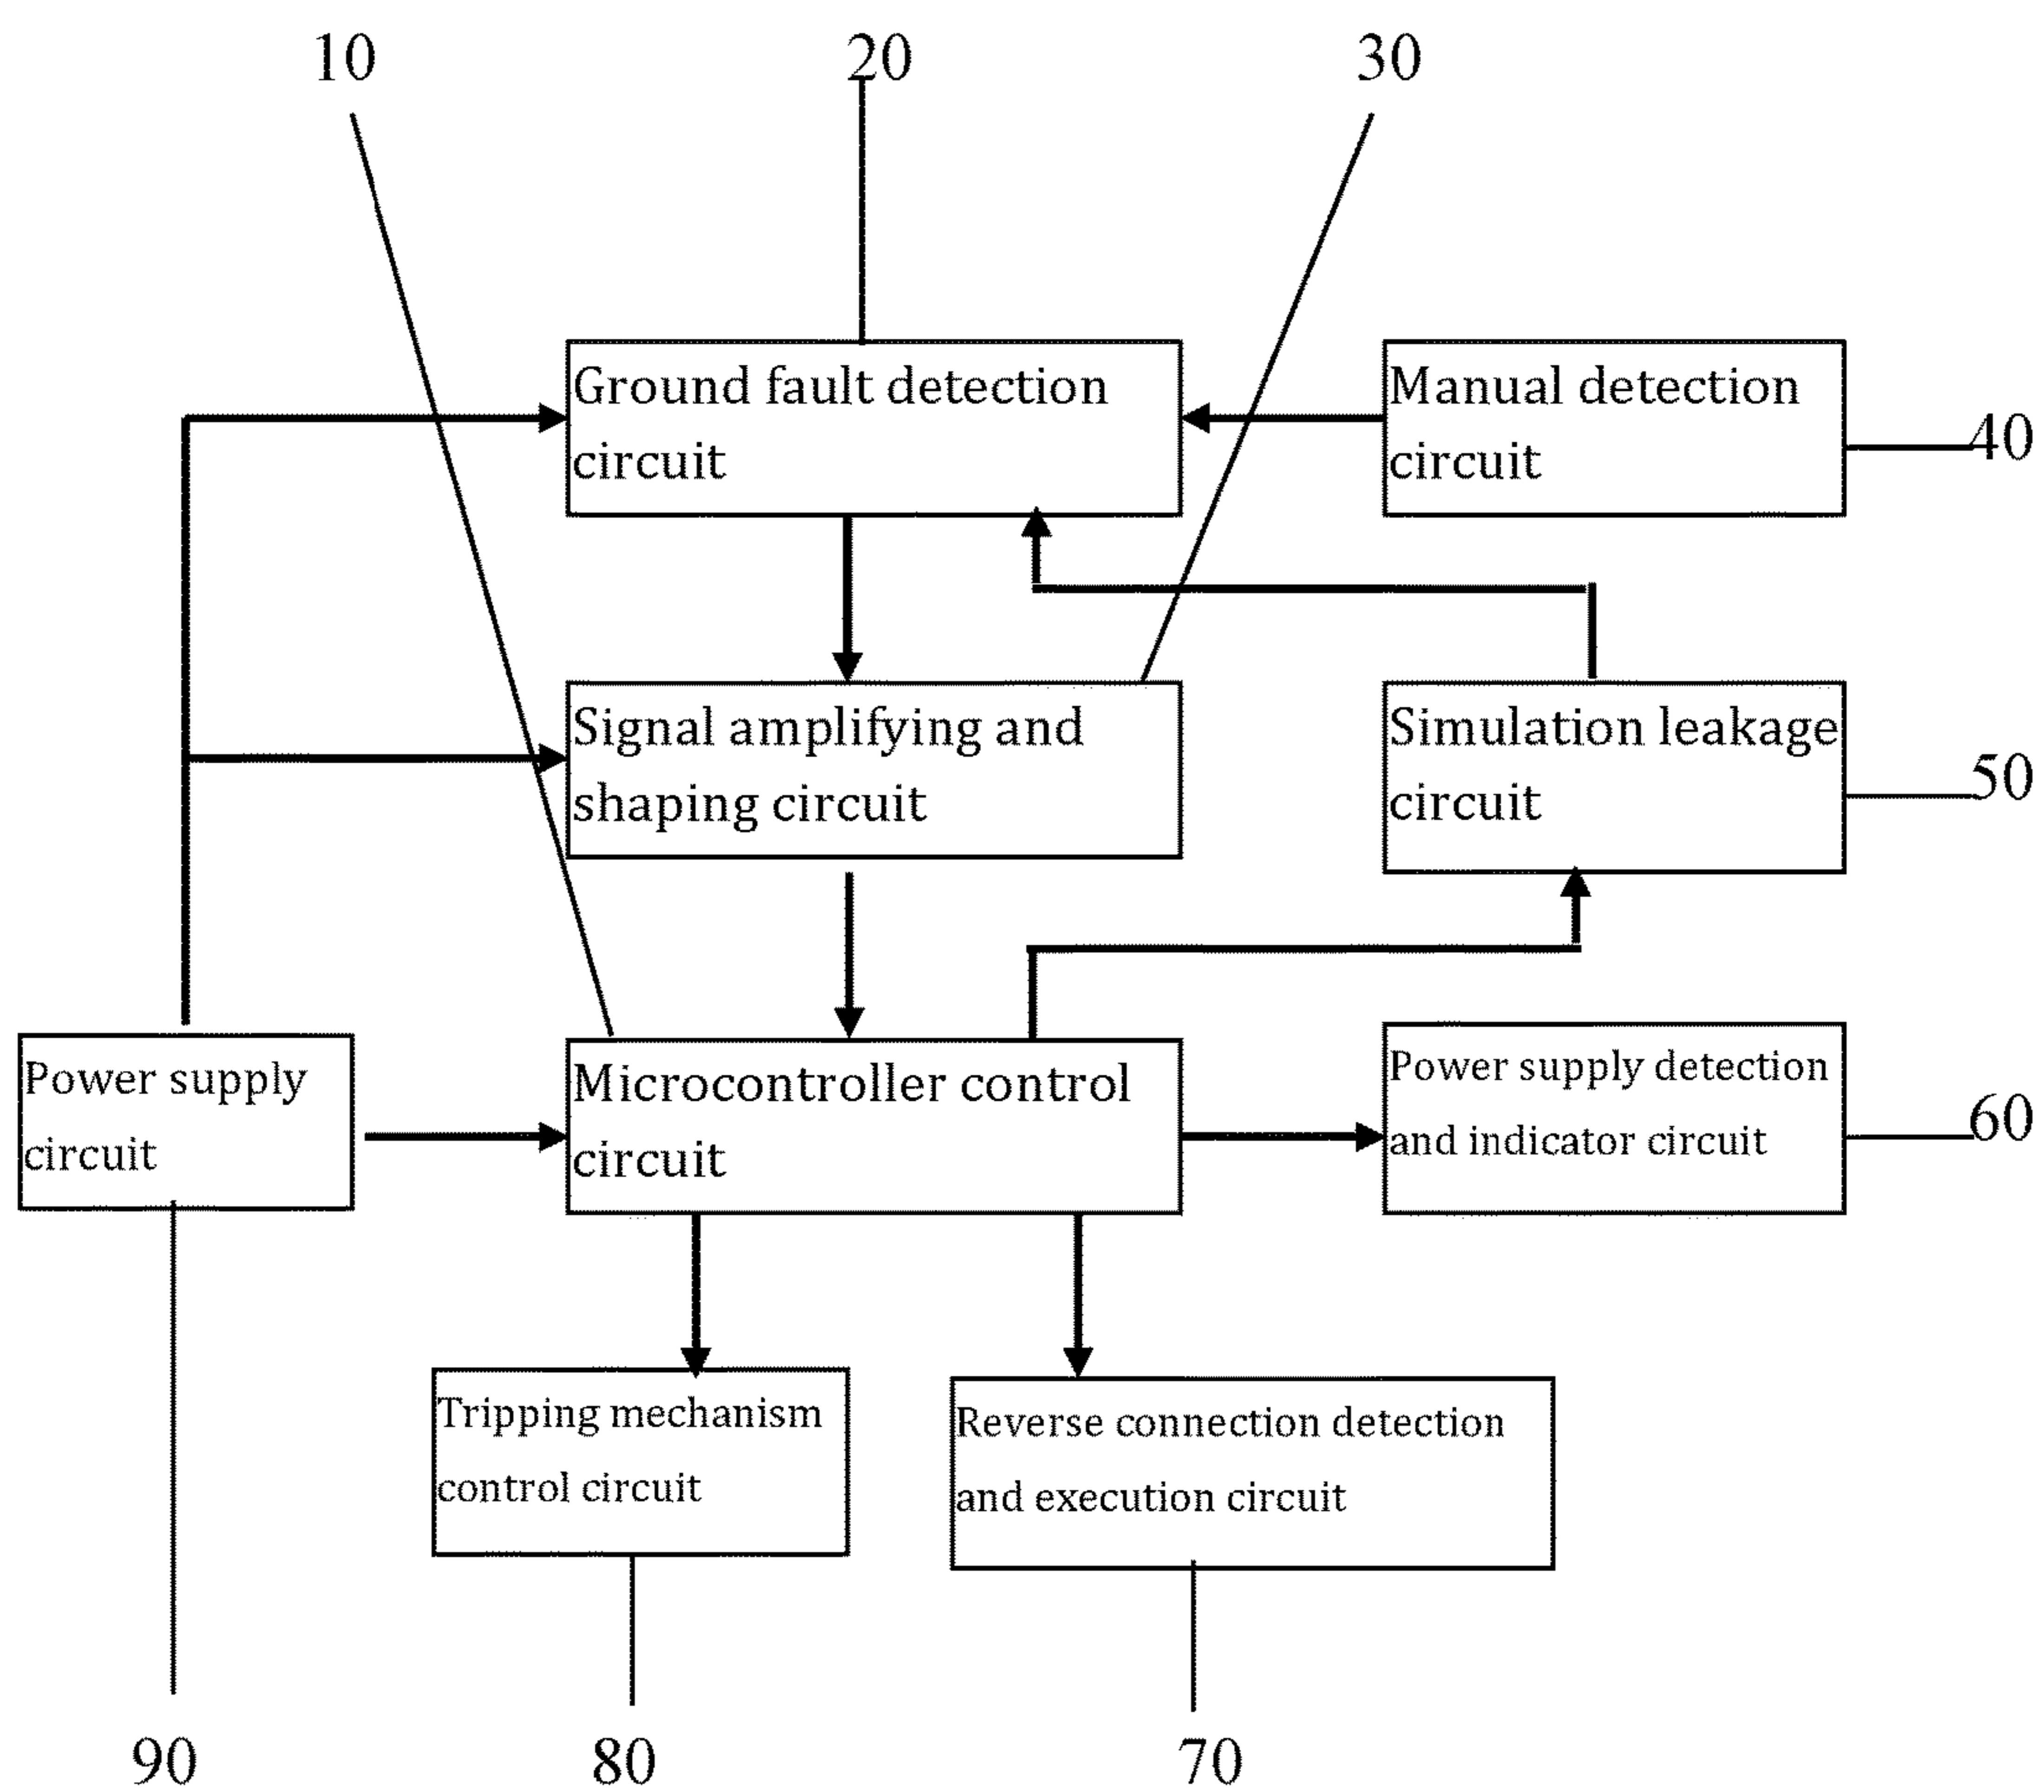 10
20
30
Ground fault detection
circuit
Manual detection
circuit
40
Signal amplifying and
shaping circuit
Simulation leakage
circuit
50
Power supply
circuit
Microcontroller control
circuit
Power supply detection
and indicator circuit
60
Tripping mechanism
control circuit
Reverse connection detection
and execution circuit
90
80
70